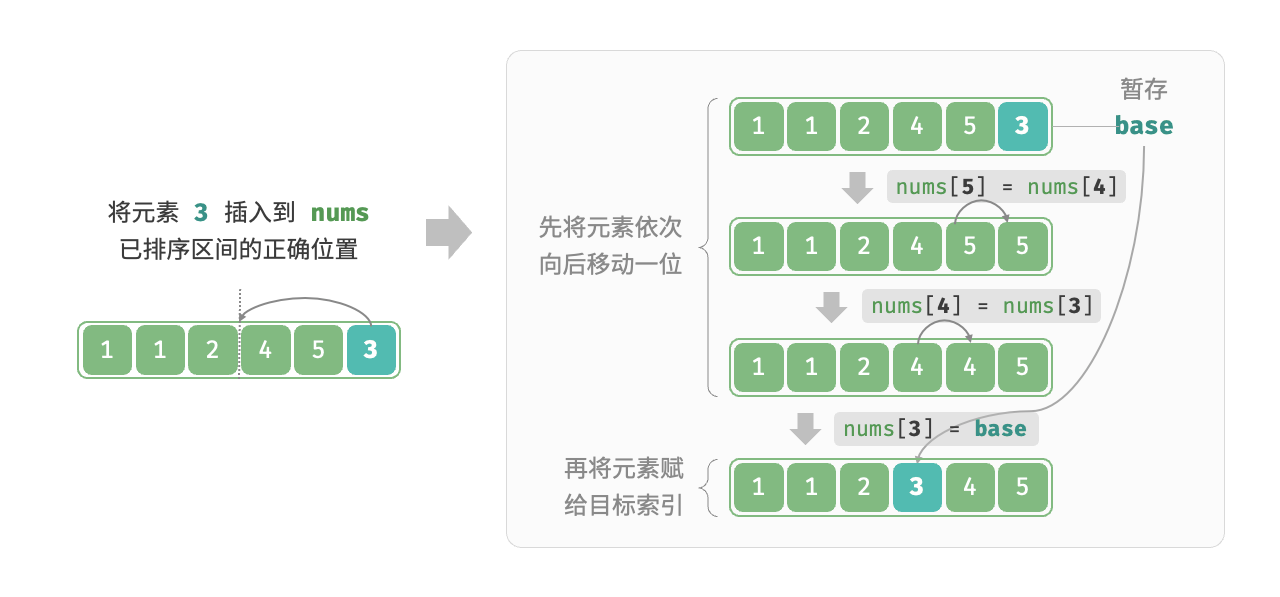 将元素 3 插入到 nums
已排序区间的正确位置
1 1 2 4 5 3
先将元素依次
向后移动一位
暂存
base
1 1 2 4 5 3
nums[5] = nums[4]
1 1 2 4 5 5
nums[4] = nums[3]
1 1 2 4 4 5
nums[3] = base
再将元素赋
给目标索引
1 1 2 3 4 5